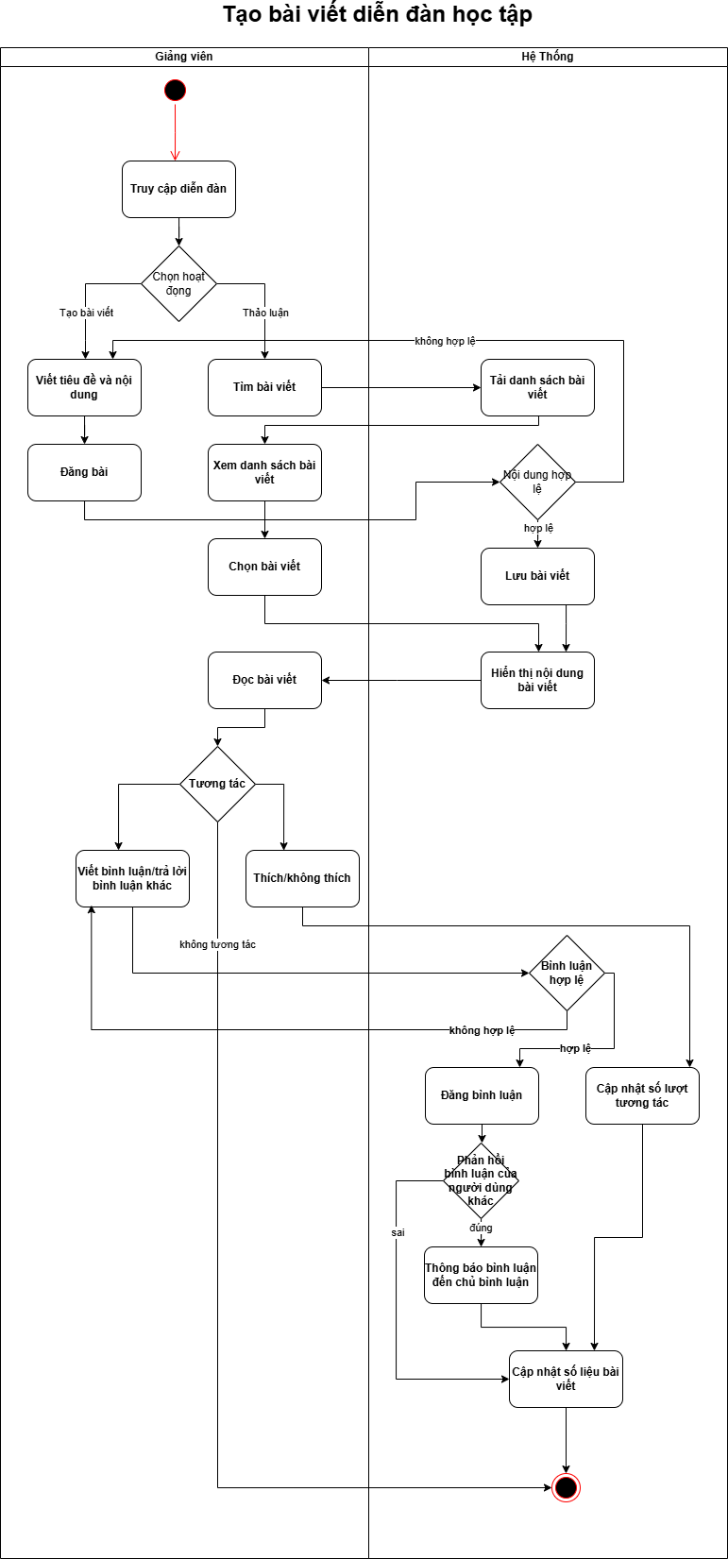 Tạo bài viết diễn đàn học tập
Giảng viên
Hệ Thống
Truy cập diễn đàn
Chọn hoạt
đọng
Tạo bài viết
Thảo luận
không hợp lệ
Viết tiêu đề và nội
dung
Tìm bài viết
Tải danh sách bài
viết
Đăng bài
Xem danh sách bài
viết
Nội dung hợp
lệ
hợp lệ
Chọn bài viết
Lưu bài viết
Đọc bài viết
Hiển thị nội dung
bài viết
Tương tác
Viết bình luận/trả lời
bình luận khác
Thích/không thích
không tương tác
Bình luận
hợp lệ
không hợp lệ
hợp lệ
Đăng bình luận
Cập nhật số lượt
tương tác
Phản hồi
bình luận của
người dùng
khác
sai
đúng
Thông báo bình luận
đến chủ bình luận
Cập nhật số liệu bài
viết